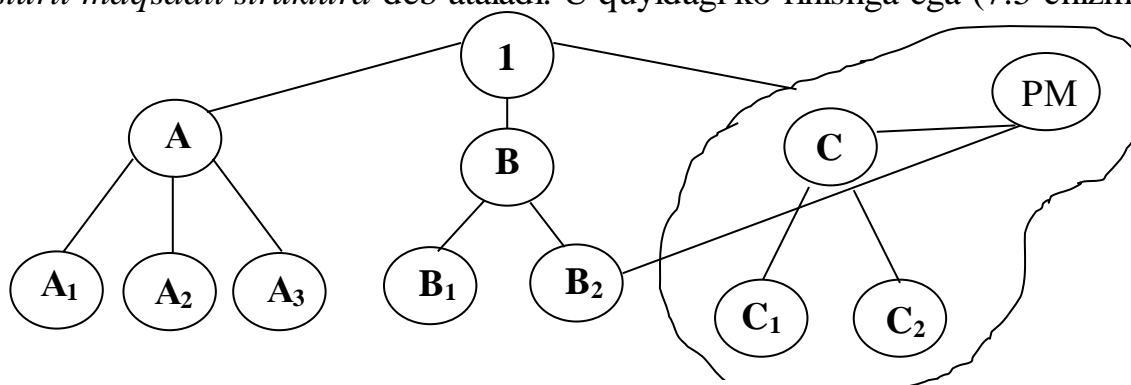 maqsadli struktura deb ataladi. U quyidagi ko'rinishga ega (7.3-chizm
1
PM
A
B
C
A₁ A₂ A₃ B₁ B₂ C₁ C₂